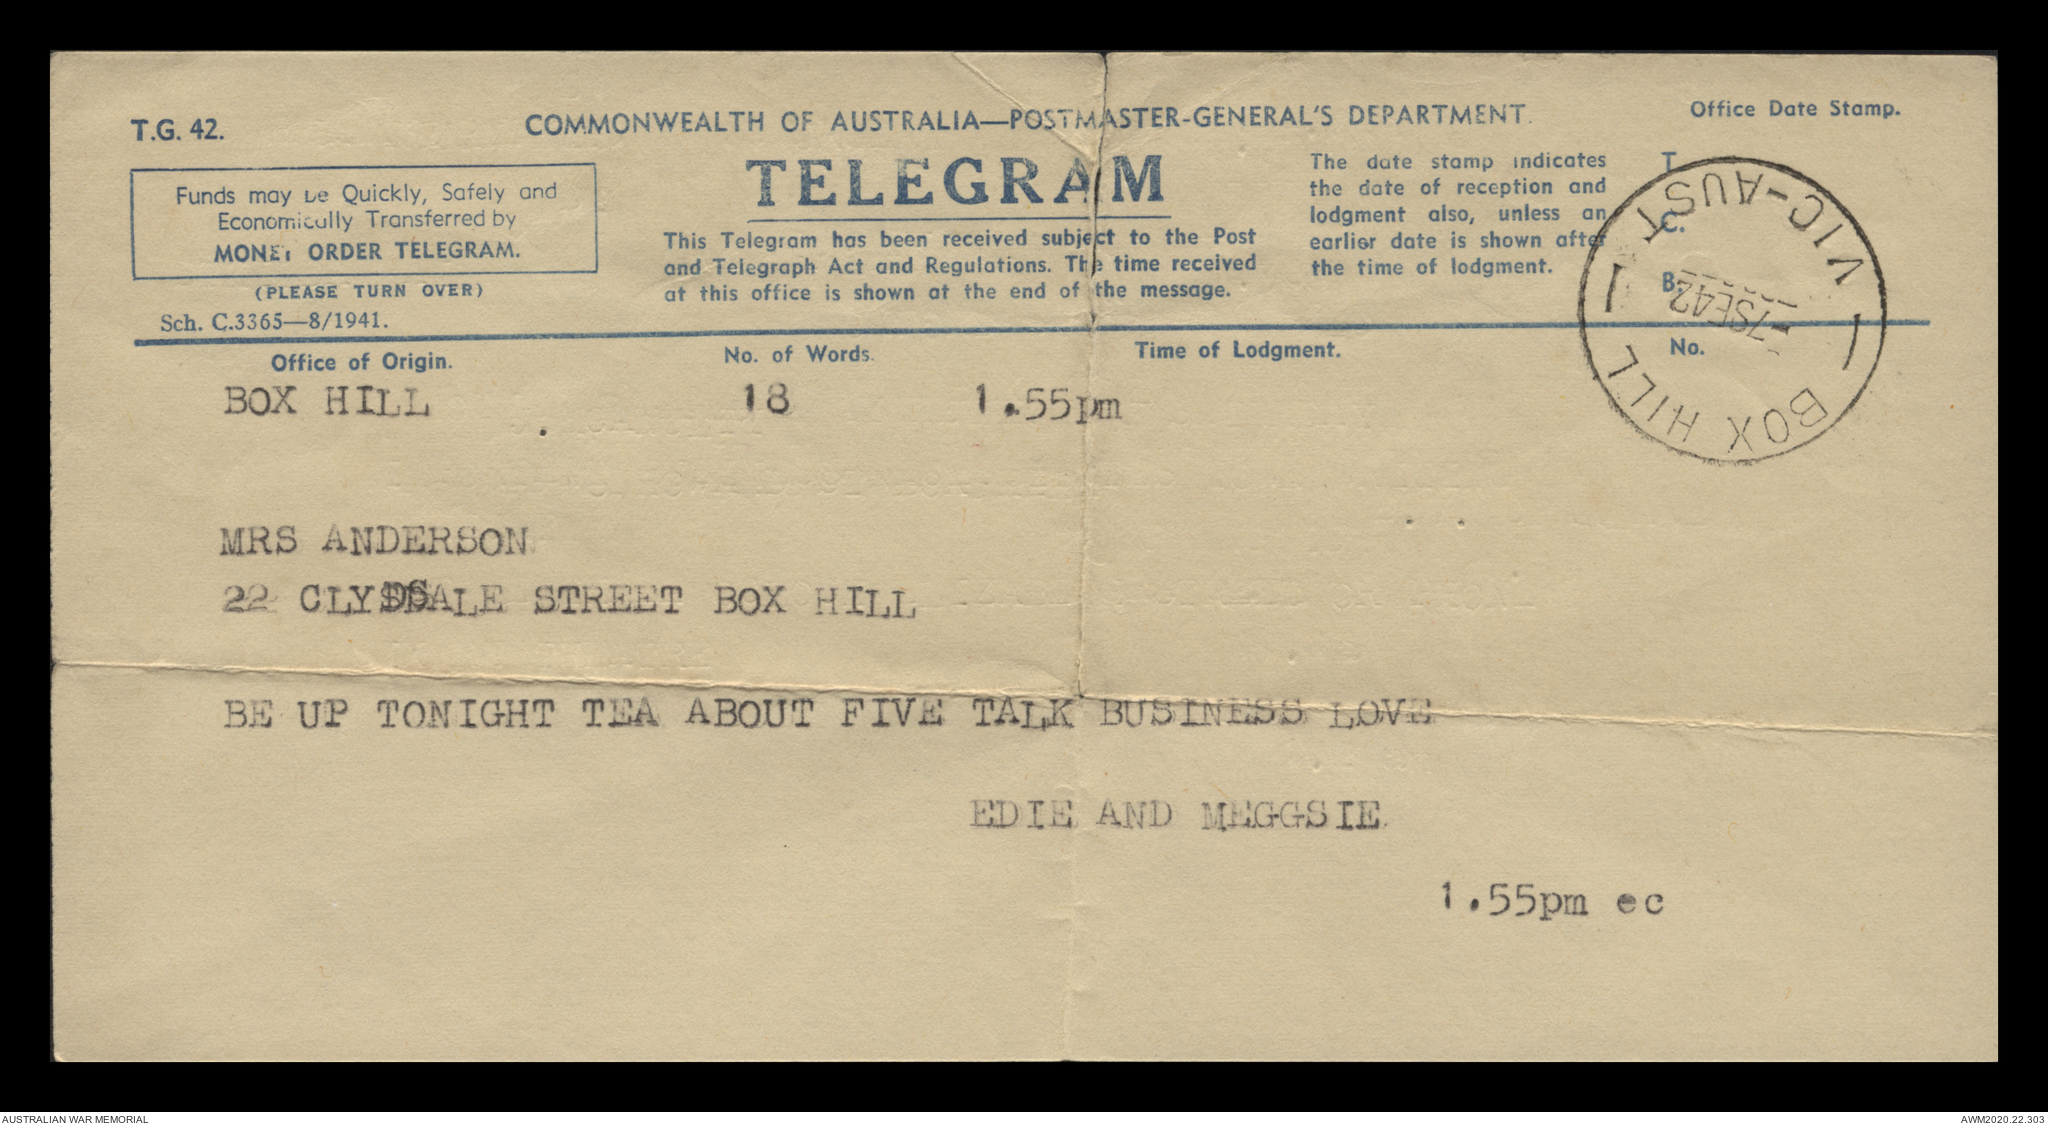 T.G. 42.
COMMONWEALTH OF AUSTRALIA—POSTMASTER-GENERAL'S DEPARTMENT.
Office Date Stamp.
Funds may be Quickly, Safely and
Economically Transferred by
MONEY ORDER TELEGRAM.
(PLEASE TURN OVER)
Sch. C.3365—8/1941.
TELEGRAM
This Telegram has been received subject to the Post
and Telegraph Act and Regulations. The time received
at this office is shown at the end of the message.
The date stamp indicates
the date of reception and
lodgment also, unless an
earlier date is shown after
the time of lodgment.
T.
C.
B.
BOX HILL
VIC-AUST
-7SE42
Office of Origin.
No. of Words.
Time of Lodgment.
No.
BOX HILL 18 1.55pm
MRS ANDERSON
22 CLYDSDALE STREET BOX HILL
BE UP TONIGHT TEA ABOUT FIVE TALK BUSINESS LOVE
EDIE AND MEGGSIE
1.55pm ec
AUSTRALIAN WAR MEMORIAL
AWM2020.22.303